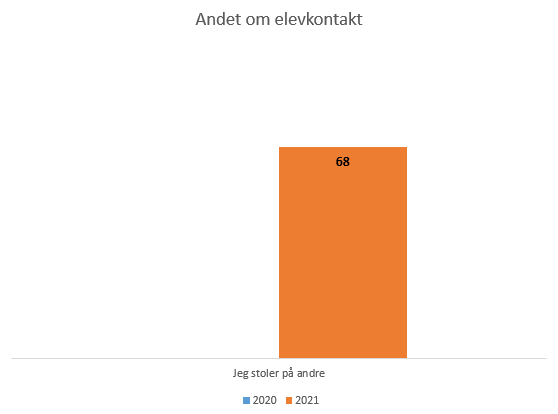 Andet om elevkontakt
68
Jeg stoler på andre
2020 2021